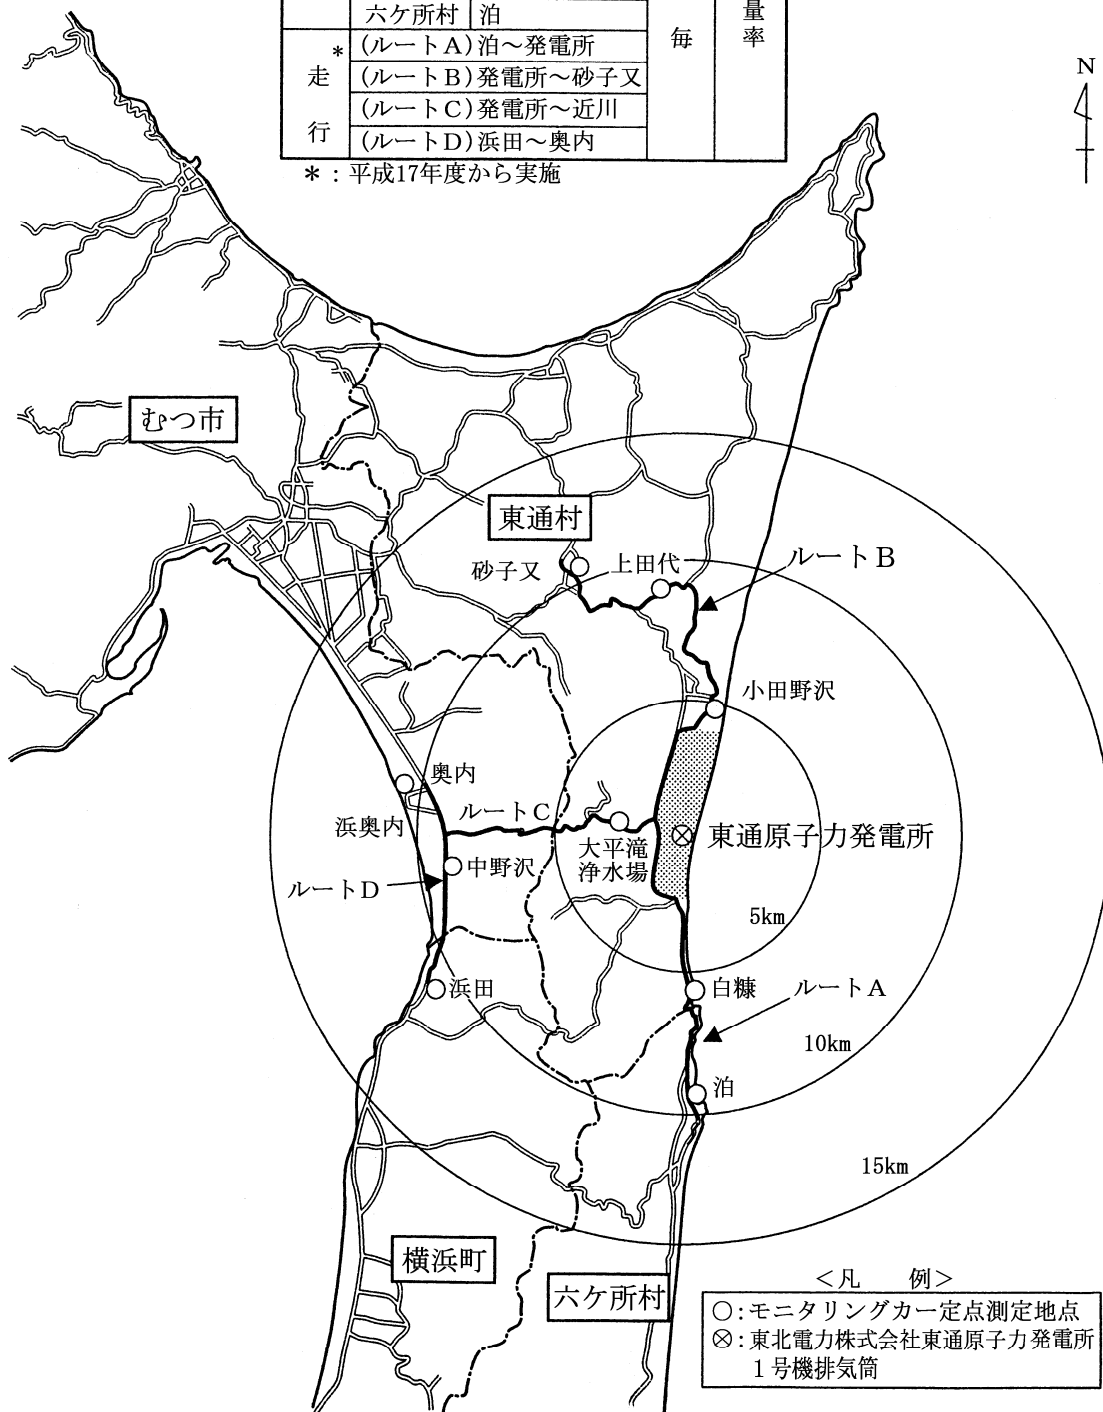 六ケ所村 泊
毎
量率
走行
*
(ルートA)泊～発電所
(ルートB)発電所～砂子又
(ルートC)発電所～近川
(ルートD)浜田～奥内
*：平成17年度から実施
N
むつ市
東通村
砂子又
上田代
ルートB
小田野沢
奥内
ルートC
浜奥内
大平滝
浄水場
東通原子力発電所
中野沢
ルートD
5km
浜田
白糠
ルートA
10km
泊
15km
横浜町
六ケ所村
＜凡　例＞
○：モニタリングカー定点測定地点
⊗：東北電力株式会社東通原子力発電所
1号機排気筒